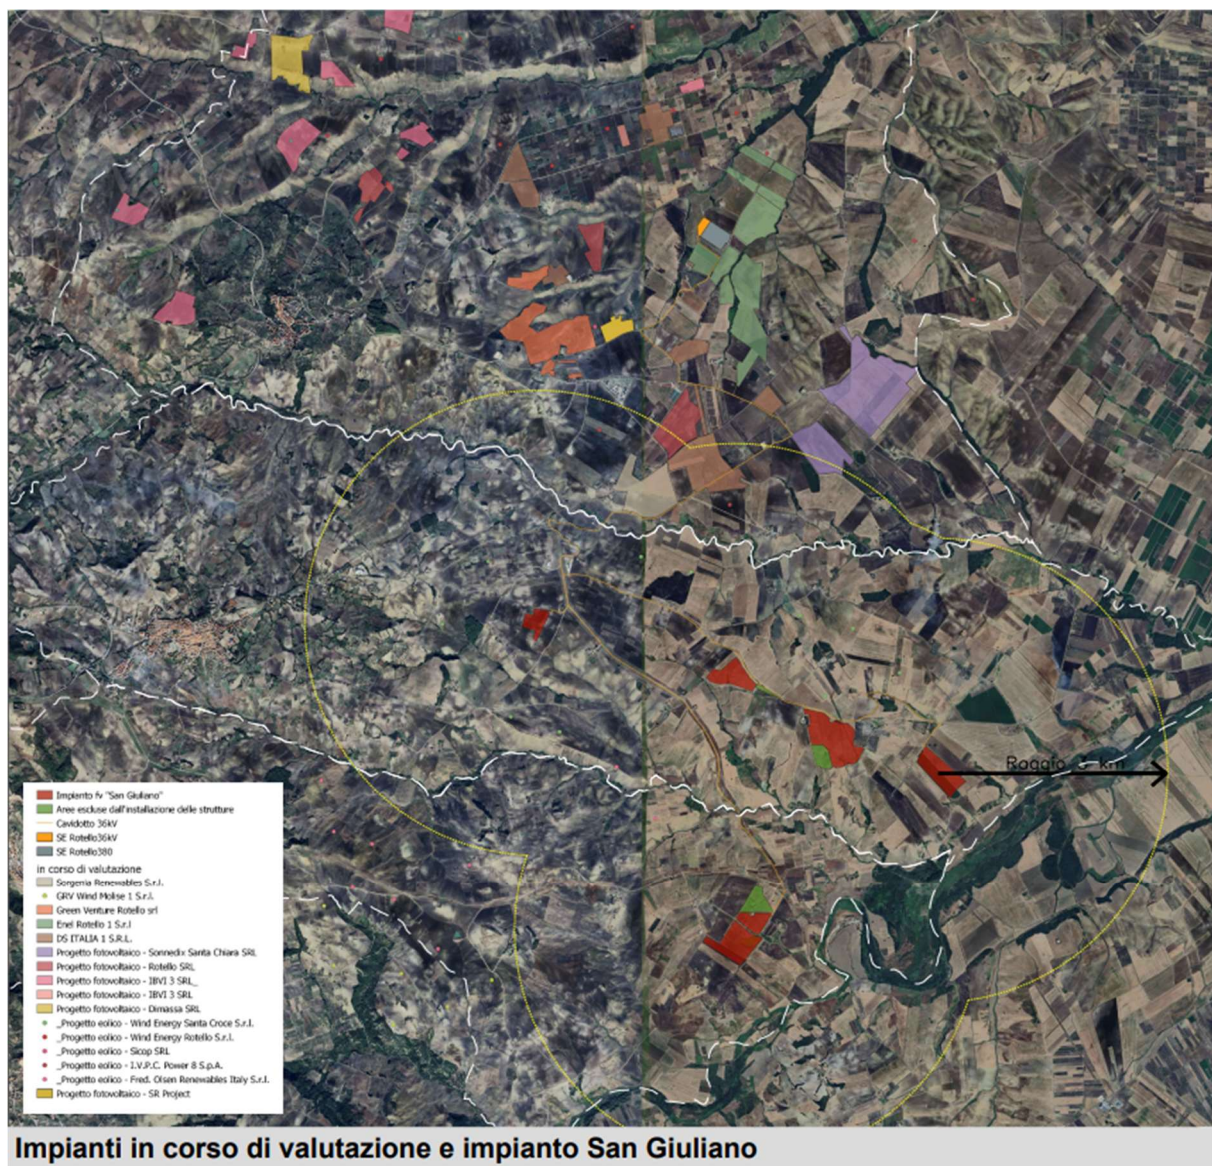 Raggio 3 km
Impianto fv "San Giuliano"
Aree escluse dall'installazione delle strutture
Cavidotto 36kV
SE Rotello36kV
SE Rotello380
in corso di valutazione
Sorgenia Renewables S.r.l.
GRV Wind Molise 1 S.r.l.
Green Venture Rotello srl
Enel Rotello 1 S.r.l
DS ITALIA 1 S.R.L.
Progetto fotovoltaico - Sonnedix Santa Chiara SRL
Progetto fotovoltaico - Rotello SRL
Progetto fotovoltaico - IBVI 3 SRL_
Progetto fotovoltaico - IBVI 3 SRL
Progetto fotovoltaico - Dimassa SRL
_Progetto eolico - Wind Energy Santa Croce S.r.l.
_Progetto eolico - Wind Energy Rotello S.r.l.
_Progetto eolico - Sicop SRL
_Progetto eolico - I.V.P.C. Power 8 S.p.A.
_Progetto eolico - Fred. Olsen Renewables Italy S.r.l.
Progetto fotovoltaico - SR Project
Impianti in corso di valutazione e impianto San Giuliano